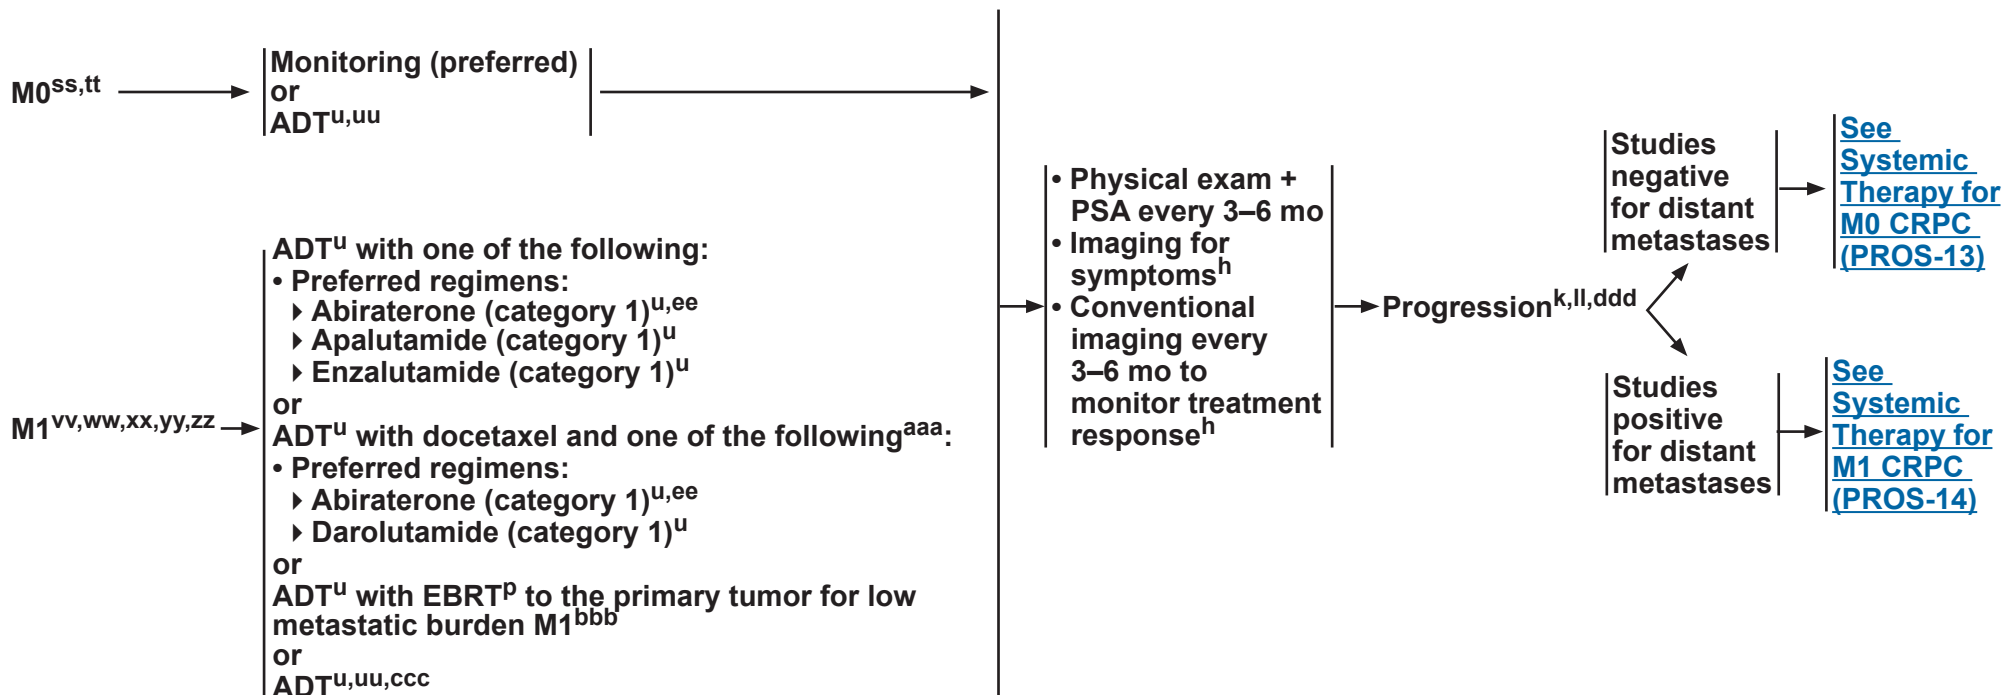 M0ss,tt
Monitoring (preferred)
or
ADTu,uu
M1vv,ww,xx,yy,zz
ADTu with one of the following:
• Preferred regimens:
▸ Abiraterone (category 1)u,ee
▸ Apalutamide (category 1)u
▸ Enzalutamide (category 1)u
or
ADTu with docetaxel and one of the followingaaa:
• Preferred regimens:
▸ Abiraterone (category 1)u,ee
▸ Darolutamide (category 1)u
or
ADTu with EBRTp to the primary tumor for low
metastatic burden M1bbb
or
ADTu,uu,ccc
• Physical exam +
PSA every 3–6 mo
• Imaging for
symptomsh
• Conventional
imaging every
3–6 mo to
monitor treatment
responseh
Progressionk,ll,ddd
Studies
negative
for distant
metastases
See
Systemic
Therapy for
M0 CRPC
(PROS-13)
Studies
positive
for distant
metastases
See
Systemic
Therapy for
M1 CRPC
(PROS-14)